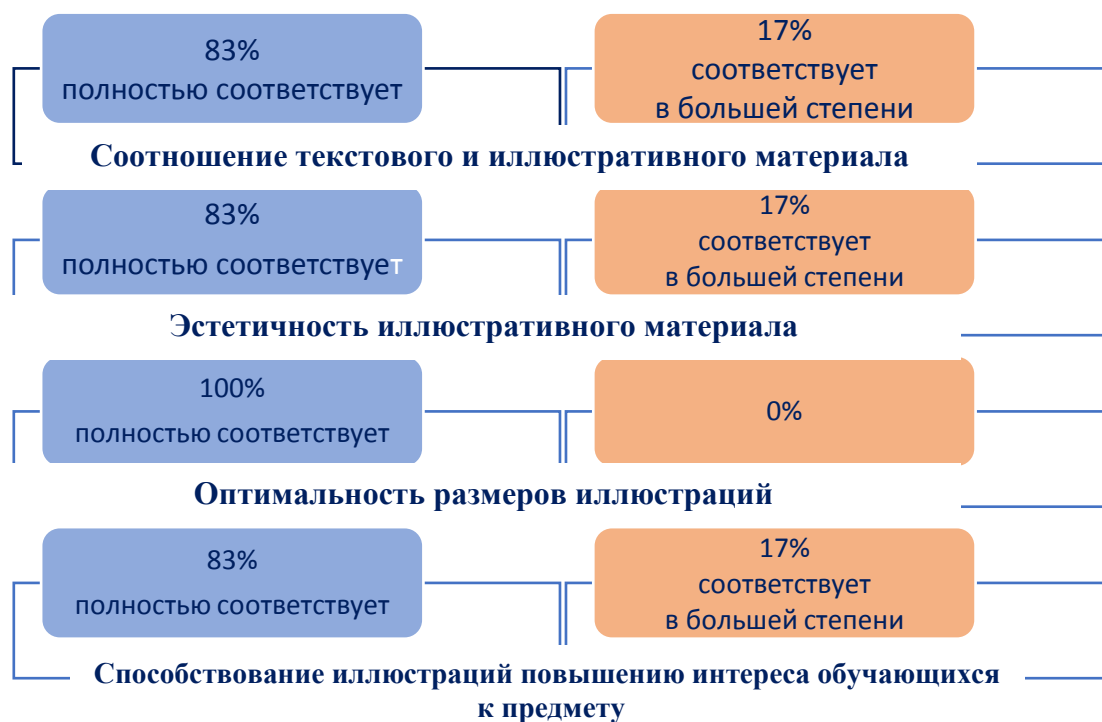 83%
полностью соответствует
17%
соответствует
в большей степени
Соотношение текстового и иллюстративного материала
83%
полностью соответствует
17%
соответствует
в большей степени
Эстетичность иллюстративного материала
100%
полностью соответствует
0%
Оптимальность размеров иллюстраций
83%
полностью соответствует
17%
соответствует
в большей степени
Способствование иллюстраций повышению интереса обучающихся
к предмету